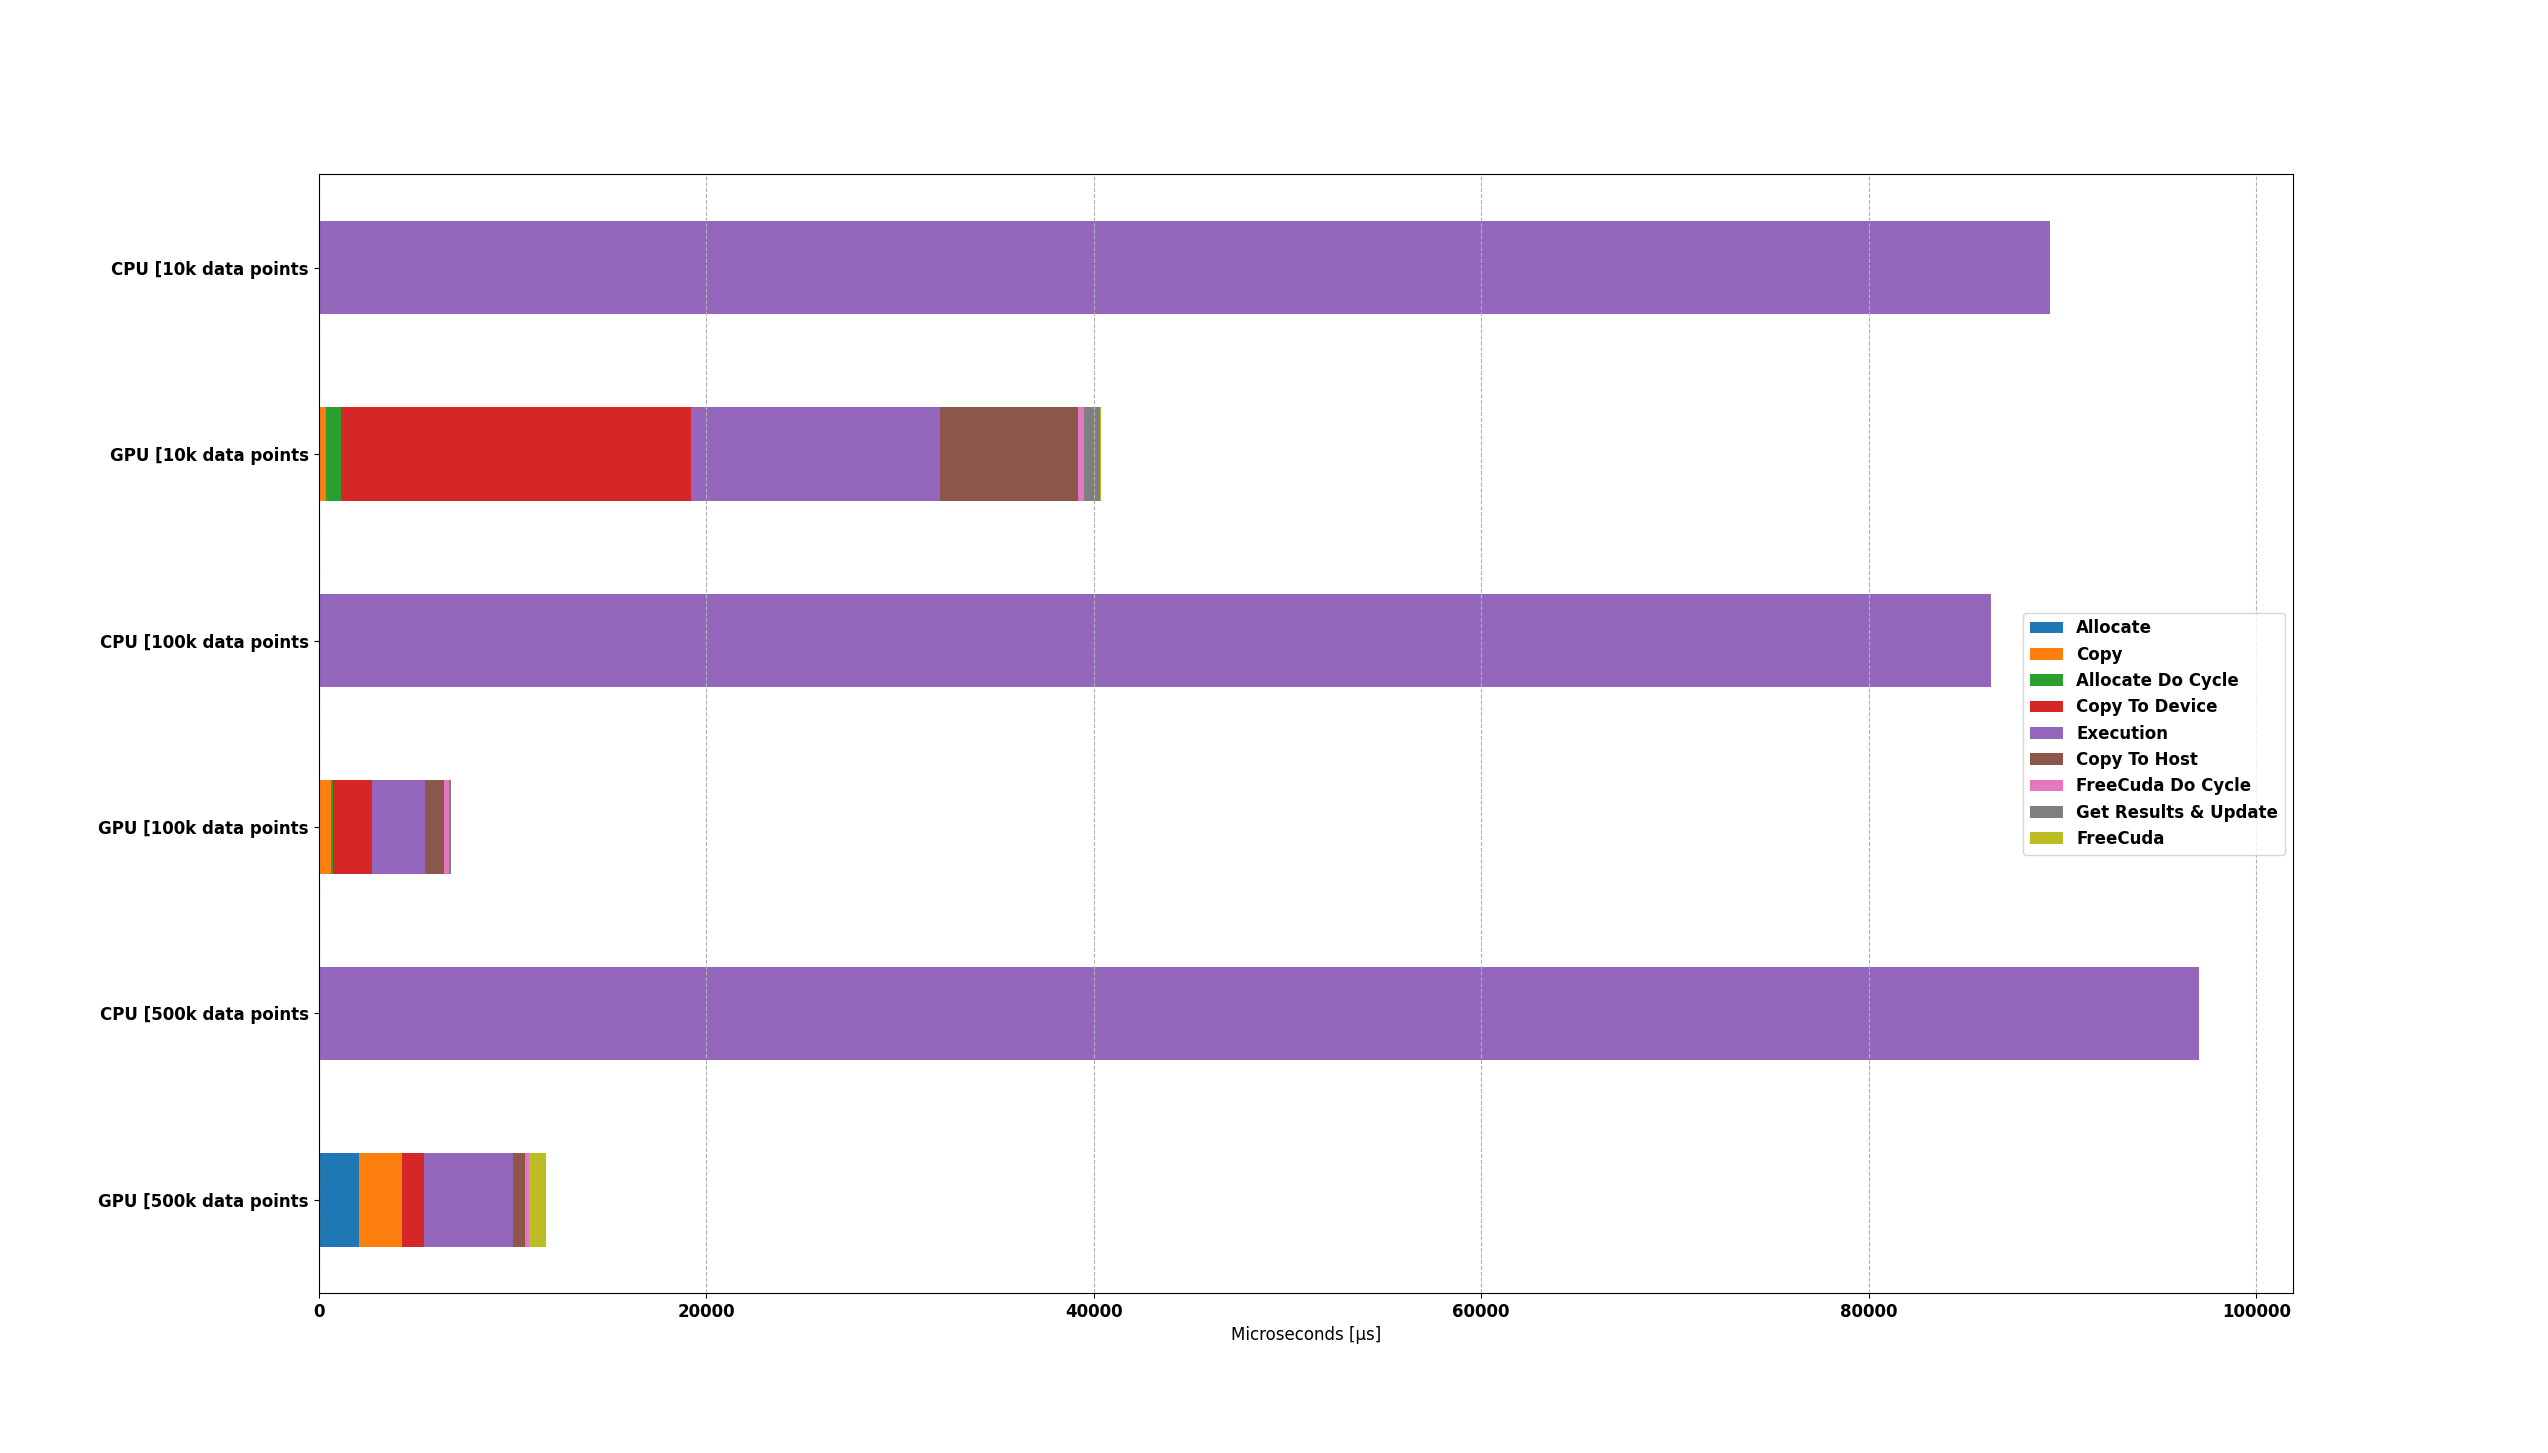 CPU [10k data points
GPU [10k data points
CPU [100k data points
GPU [100k data points
CPU [500k data points
GPU [500k data points
Allocate
Copy
Allocate Do Cycle
Copy To Device
Execution
Copy To Host
FreeCuda Do Cycle
Get Results & Update
FreeCuda
0 20000 40000 60000 80000 100000
Microseconds [µs]